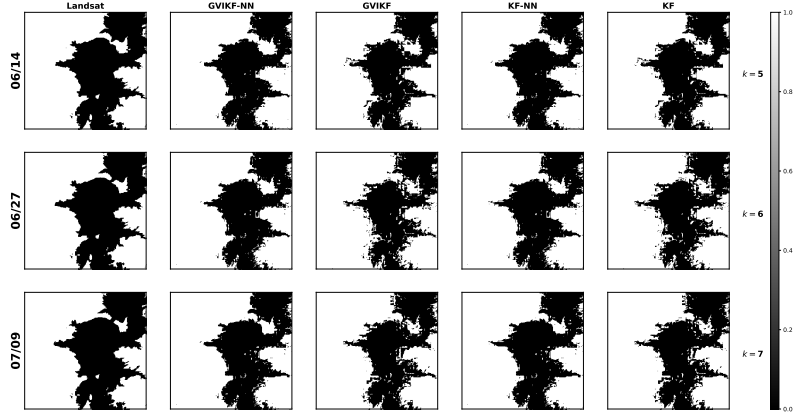 Landsat GVIKF-NN GVIKF KF-NN KF
06/14
k = 5
06/27
k = 6
07/09
k = 7
1.0
0.8
0.6
0.4
0.2
0.0